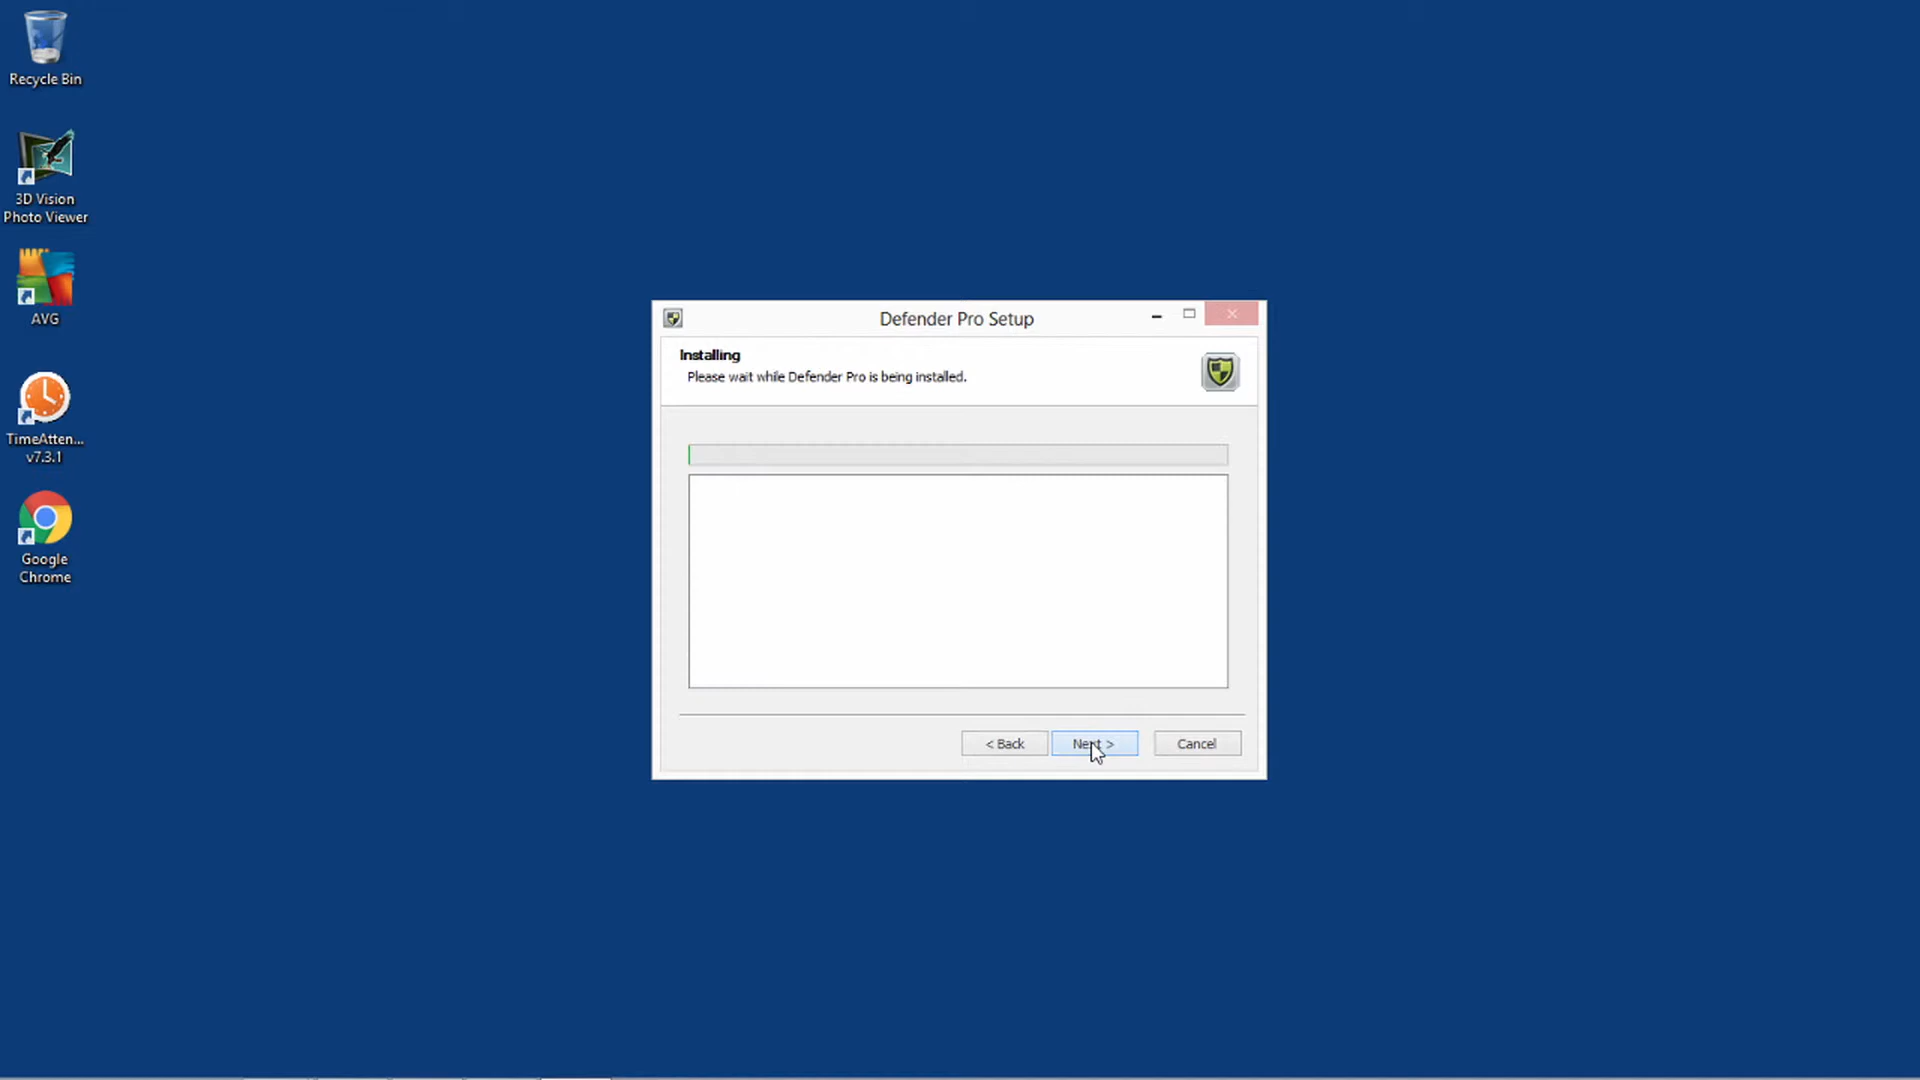 Recycle Bin
3D Vision
Photo Viewer
AVG
TimeAtten...
v7.3.1
Google
Chrome
Defender Pro Setup
Installing
Please wait while Defender Pro is being installed.
< Back
Next >
Cancel